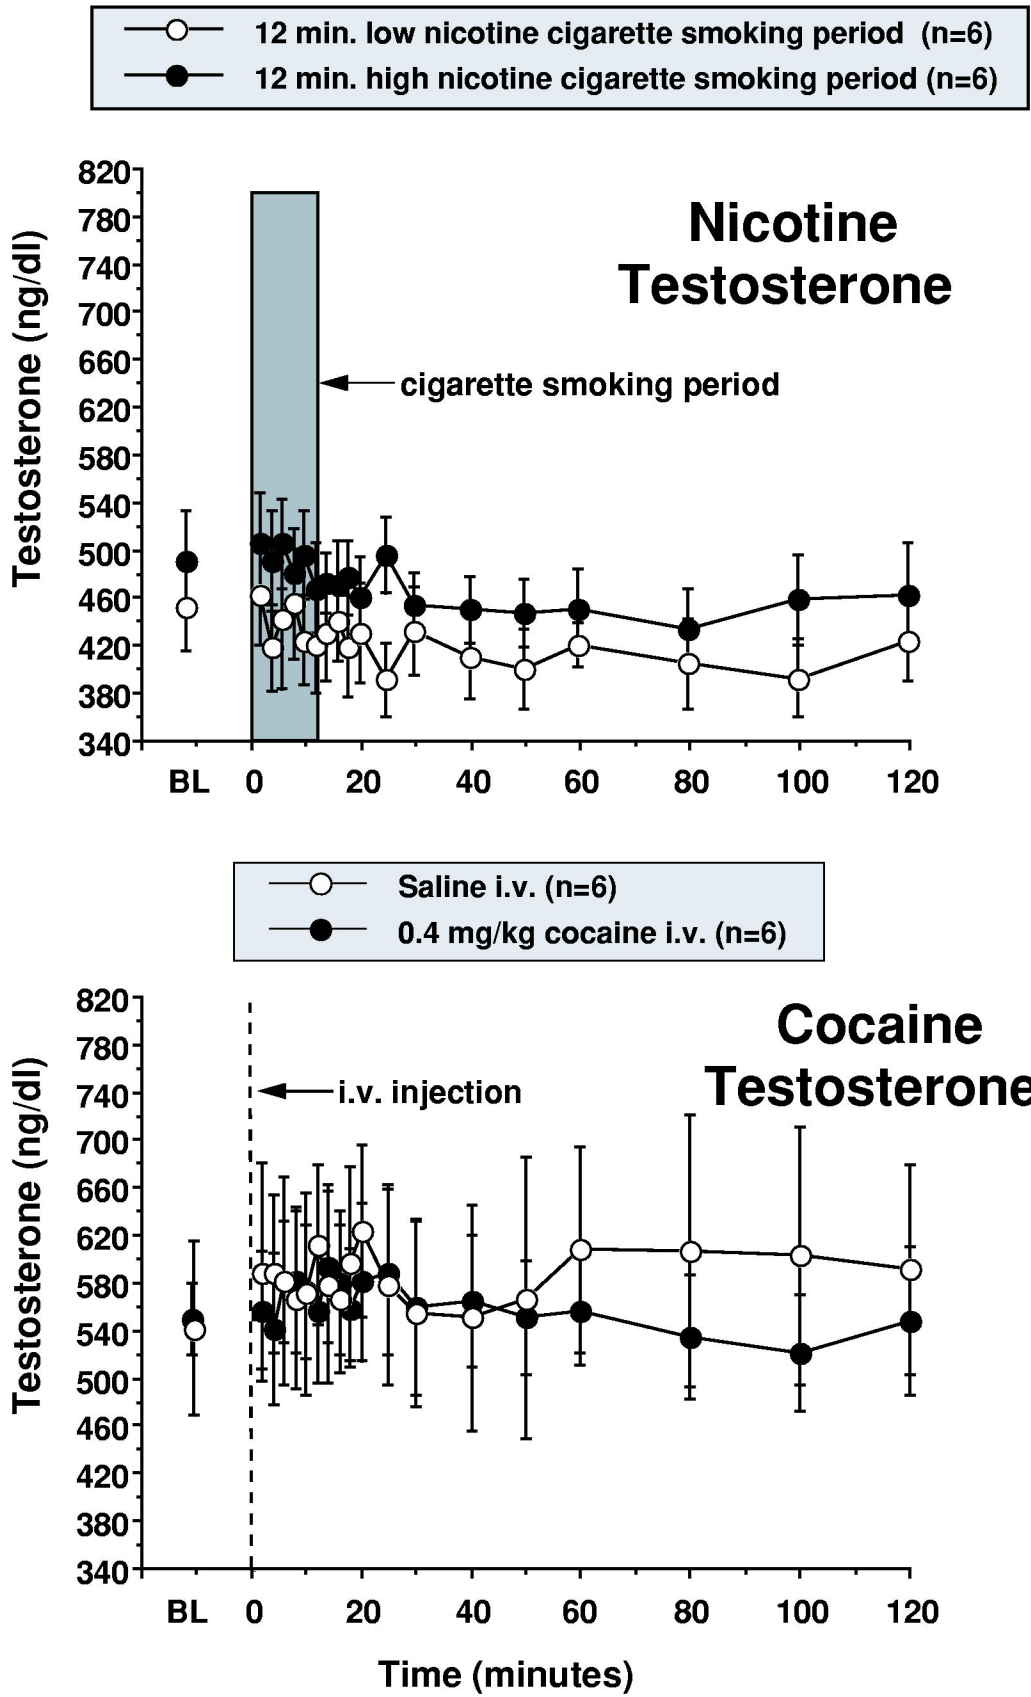 12 min. low nicotine cigarette smoking period (n=6)
12 min. high nicotine cigarette smoking period (n=6)
Nicotine
Testosterone
Testosterone (ng/dl)
820
780
740
700
660
620
580
540
500
460
420
380
340
cigarette smoking period
BL 0 20 40 60 80 100 120
Saline i.v. (n=6)
0.4 mg/kg cocaine i.v. (n=6)
Cocaine
Testosterone
Testosterone (ng/dl)
820
780
740
700
660
620
580
540
500
460
420
380
340
i.v. injection
BL 0 20 40 60 80 100 120
Time (minutes)